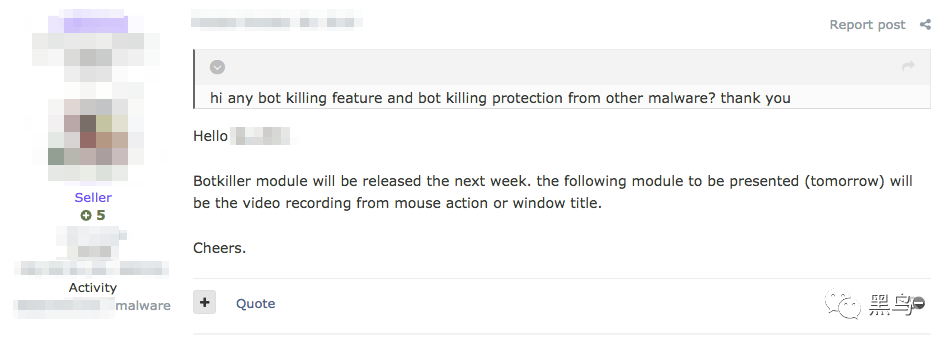 Report post
hi any bot killing feature and bot killing protection from other malware? thank you
Hello
Botkiller module will be released the next week. the following module to be presented (tomorrow) will
be the video recording from mouse action or window title.
Cheers.
Seller
5
Activity
malware
Quote
黑鸟